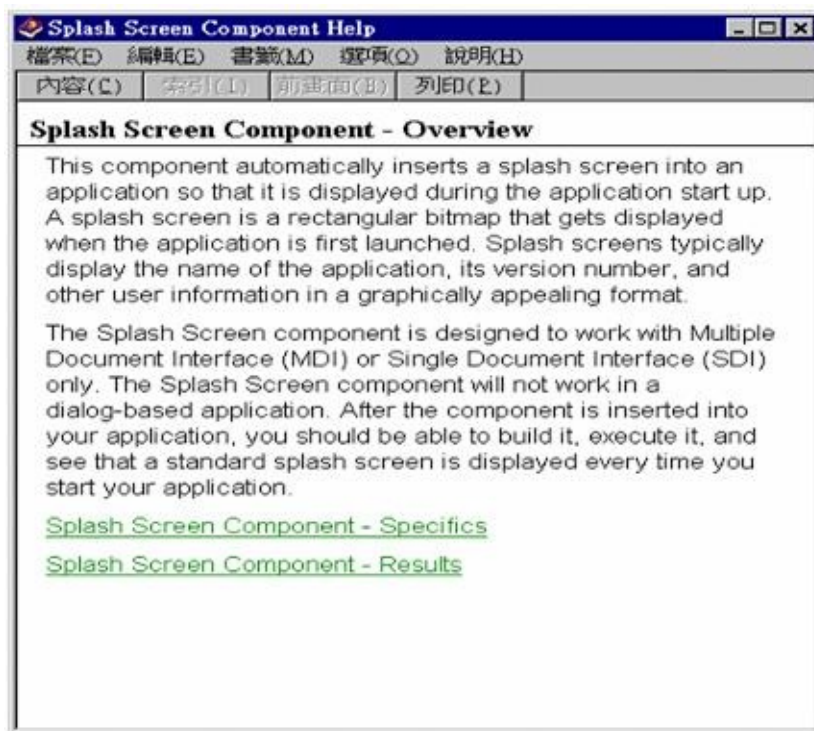 Splash Screen Component Help
檔案(F) 編輯(E) 書籤(M) 選項(O) 說明(H)
內容(C) 索引(I) 前畫面(B) 列印(P)
Splash Screen Component - Overview
This component automatically inserts a splash screen into an
application so that it is displayed during the application start up.
A splash screen is a rectangular bitmap that gets displayed
when the application is first launched. Splash screens typically
display the name of the application, its version number, and
other user information in a graphically appealing format.
The Splash Screen component is designed to work with Multiple
Document Interface (MDI) or Single Document Interface (SDI)
only. The Splash Screen component will not work in a
dialog-based application. After the component is inserted into
your application, you should be able to build it, execute it, and
see that a standard splash screen is displayed every time you
start your application.
Splash Screen Component - Specifics
Splash Screen Component - Results